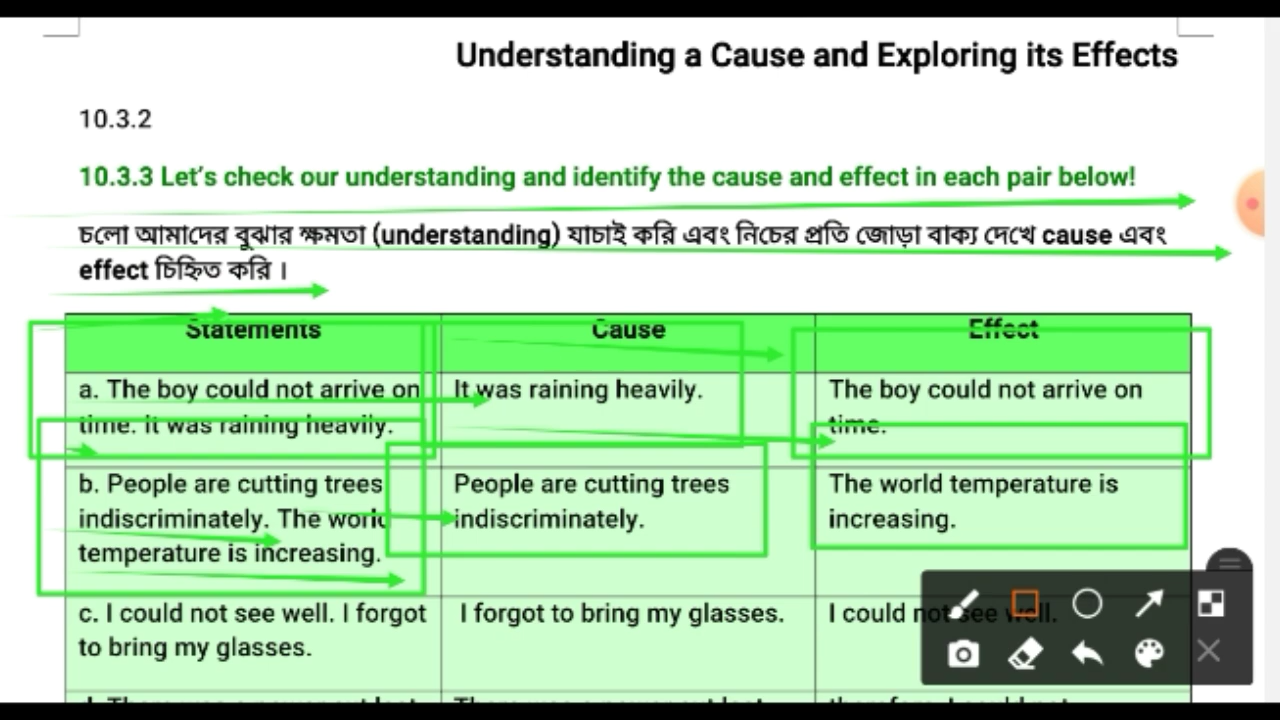 Understanding a Cause and Exploring its Effects
10.3.2
10.3.3 Let's check our understanding and identify the cause and effect in each pair below!
চলো আমাদের বুঝার ক্ষমতা (understanding) যাচাই করি এবং নিচের প্রতি জোড়া বাক্য দেখে cause এবং
effect চিহ্নিত করি ।
Statements
Cause
Effect
a. The boy could not arrive on
time. It was raining heavily.
It was raining heavily.
The boy could not arrive on
time.
b. People are cutting trees
indiscriminately. The world
temperature is increasing.
People are cutting trees
indiscriminately.
The world temperature is
increasing.
c. I could not see well. I forgot
to bring my glasses.
I forgot to bring my glasses.
I could not see well.